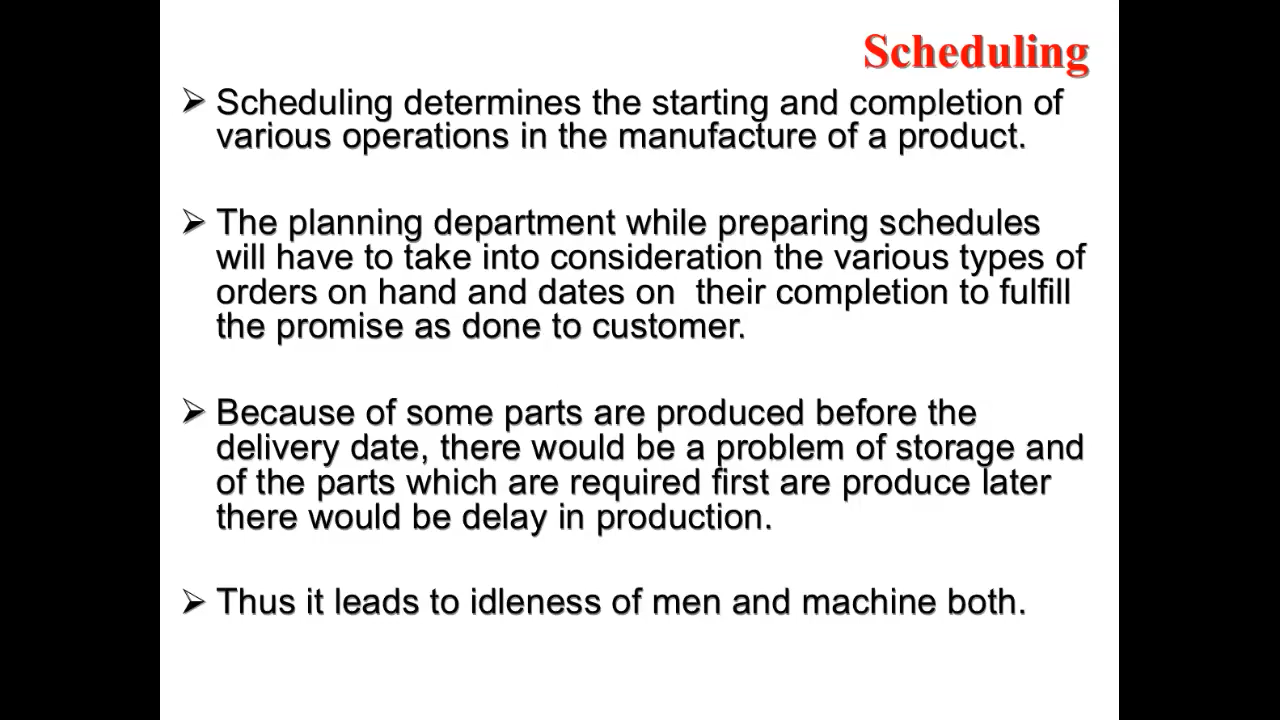 Scheduling
➢ Scheduling determines the starting and completion of
various operations in the manufacture of a product.
➢ The planning department while preparing schedules
will have to take into consideration the various types of
orders on hand and dates on  their completion to fulfill
the promise as done to customer.
➢ Because of some parts are produced before the
delivery date, there would be a problem of storage and
of the parts which are required first are produce later
there would be delay in production.
➢ Thus it leads to idleness of men and machine both.